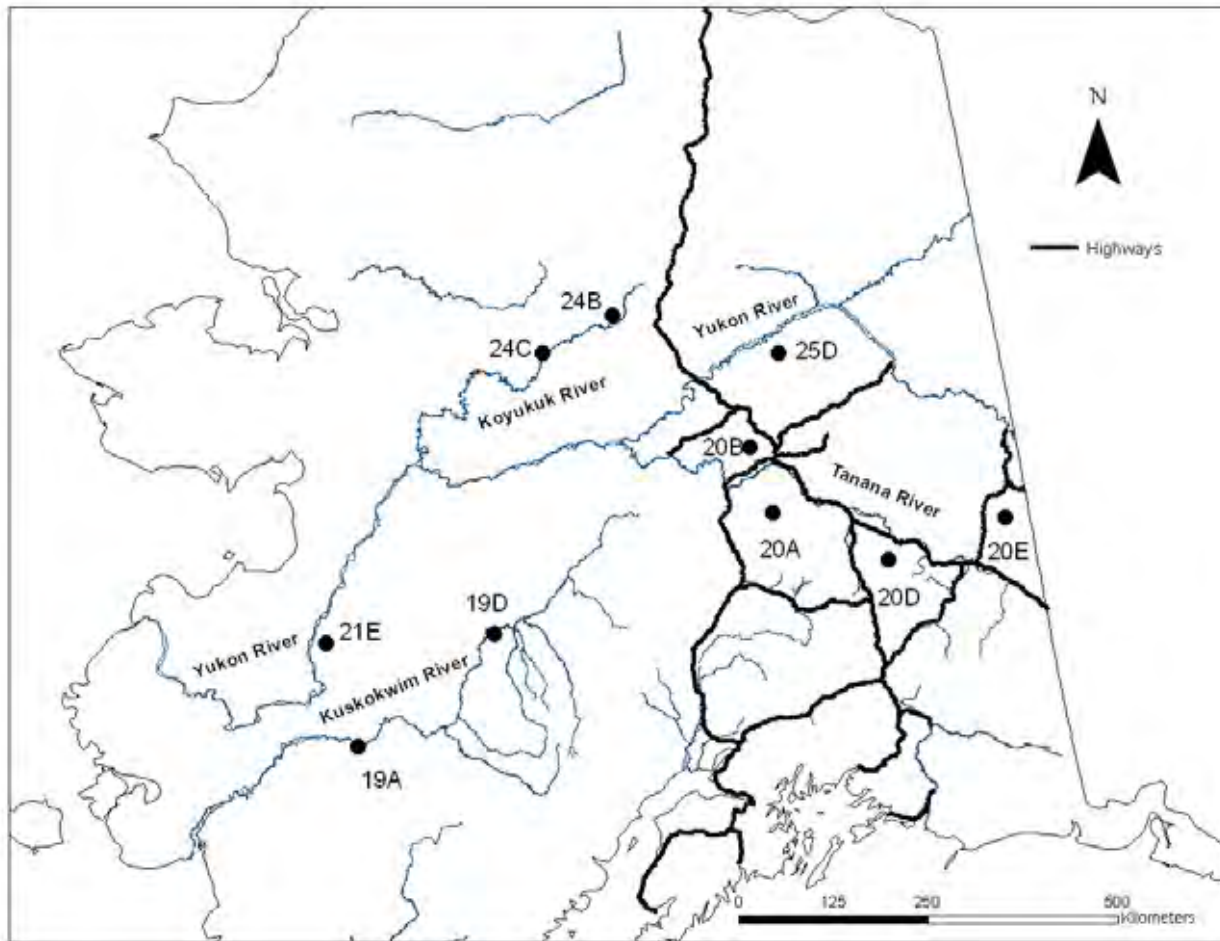 N
Highways
24B
Yukon River
24C
25D
Koyukuk River
20B
Tanana River
20A
20E
20D
19D
21E
Yukon River
Kuskokwim River
19A
0 125 250 500
Kilometers